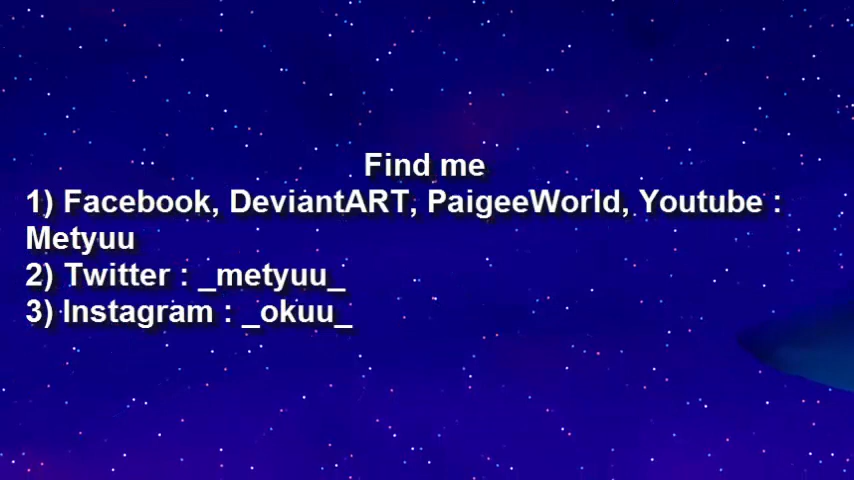 Find me
1) Facebook, DeviantART, PaigeeWorld, Youtube :
Metyuu
2) Twitter : _metyuu_
3) Instagram : _okuu_